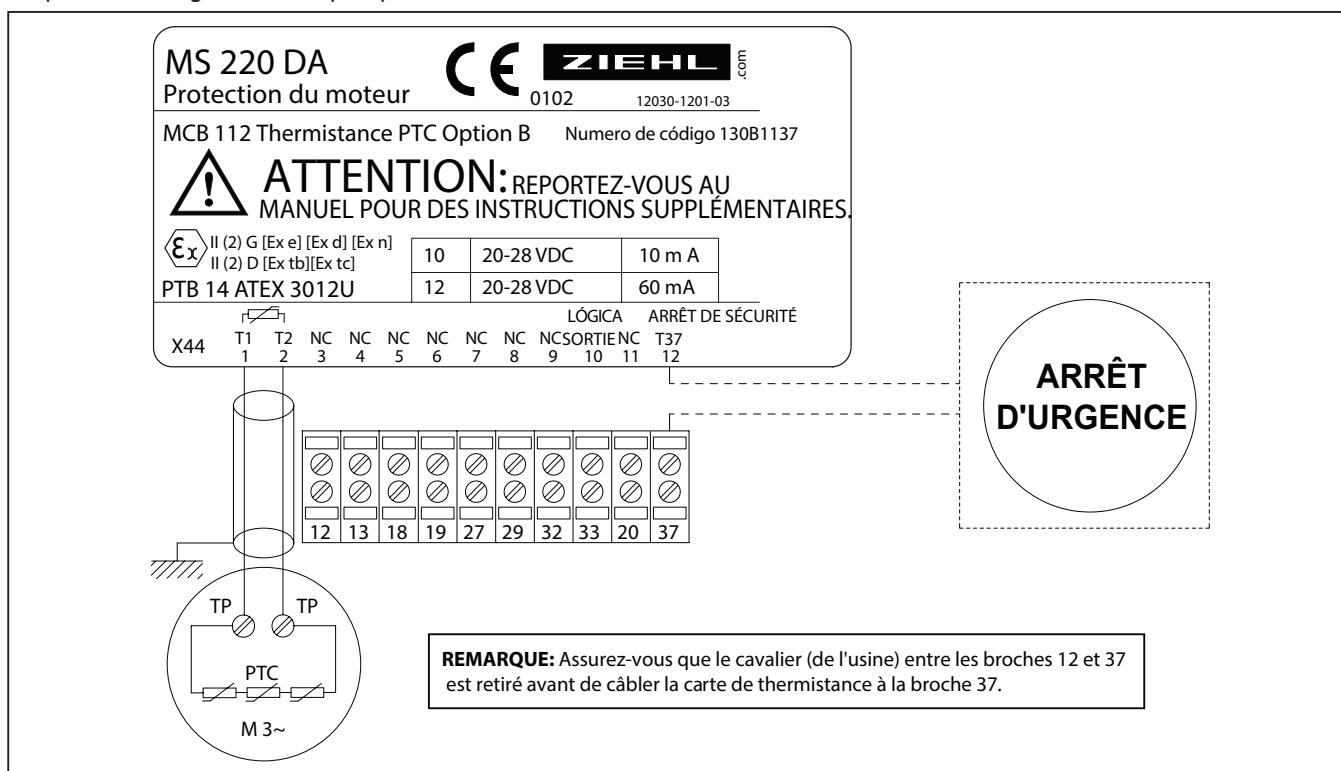 MS 220 DA
Protection du moteur
CE 0102
ZIEHL .com
12030-1201-03
MCB 112 Thermistance PTC Option B
Numero de código 130B1137
ATTENTION: REPORTEZ-VOUS AU
MANUEL POUR DES INSTRUCTIONS SUPPLÉMENTAIRES.
εx II (2) G [Ex e] [Ex d] [Ex n]
II (2) D [Ex tb][Ex tc]
PTB 14 ATEX 3012U
10 20-28 VDC 10 m A
12 20-28 VDC 60 mA
LÓGICA ARRÊT DE SÉCURITÉ
X44 T1 T2 NC NC NC NC NC NC NC SORTIE NC T37
1 2 3 4 5 6 7 8 9 10 11 12
ARRÊT
D'URGENCE
12 13 18 19 27 29 32 33 20 37
TP TP
PTC
M 3~
REMARQUE: Assurez-vous que le cavalier (de l'usine) entre les broches 12 et 37
est retiré avant de câbler la carte de thermistance à la broche 37.